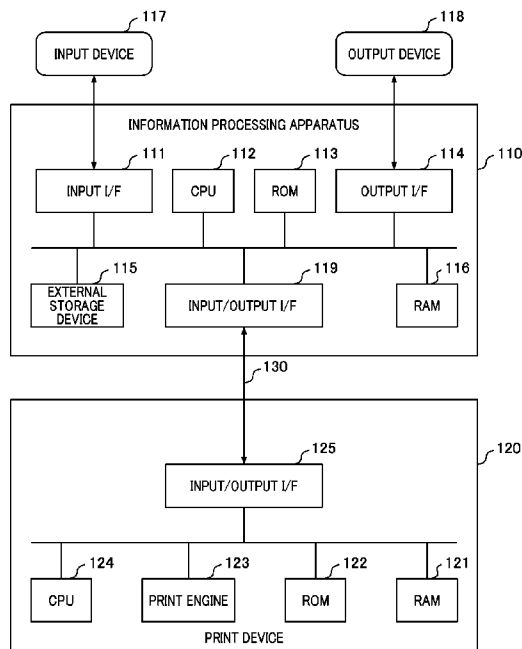 117
118
INPUT DEVICE
OUTPUT DEVICE
INFORMATION PROCESSING APPARATUS
111
112
113
114
110
INPUT I/F
CPU
ROM
OUTPUT I/F
115
119
116
EXTERNAL
STORAGE
DEVICE
INPUT/OUTPUT I/F
RAM
130
125
120
INPUT/OUTPUT I/F
124
123
122
121
CPU
PRINT ENGINE
ROM
RAM
PRINT DEVICE